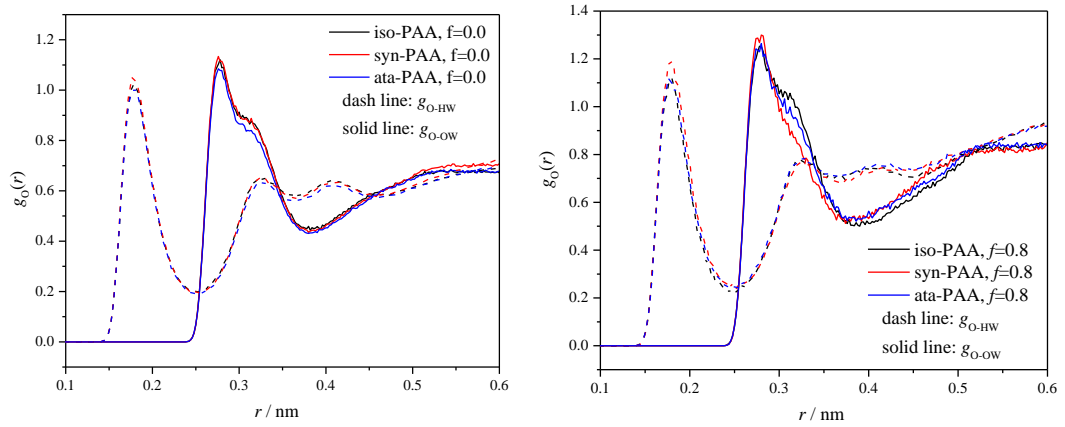 1.2
1.0
0.8
0.6
0.4
0.2
0.0
g_O(r)
iso-PAA, f=0.0
syn-PAA, f=0.0
ata-PAA, f=0.0
dash line: g_O-HW
solid line: g_O-OW
0.1 0.2 0.3 0.4 0.5 0.6
r / nm
1.4
1.2
1.0
0.8
0.6
0.4
0.2
0.0
g_O(r)
iso-PAA, f=0.8
syn-PAA, f=0.8
ata-PAA, f=0.8
dash line: g_O-HW
solid line: g_O-OW
0.1 0.2 0.3 0.4 0.5 0.6
r / nm